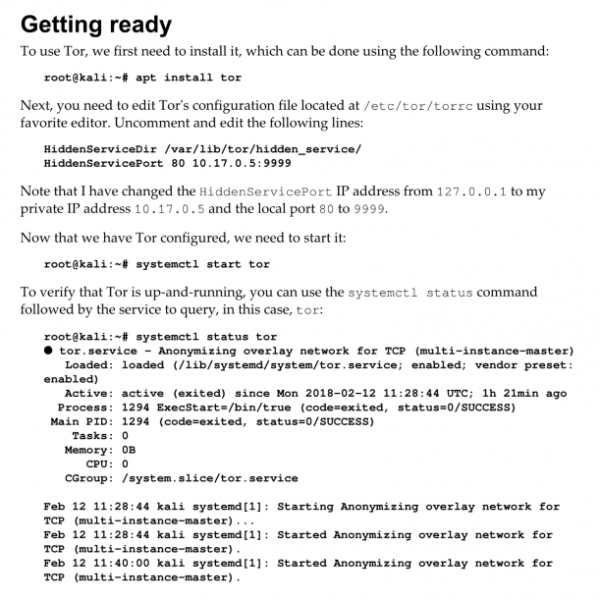 Getting ready
To use Tor, we first need to install it, which can be done using the following command:
root@kali:~# apt install tor
Next, you need to edit Tor's configuration file located at /etc/tor/torrc using your
favorite editor. Uncomment and edit the following lines:
HiddenServiceDir /var/lib/tor/hidden_service/
HiddenServicePort 80 10.17.0.5:9999
Note that I have changed the HiddenServicePort IP address from 127.0.0.1 to my
private IP address 10.17.0.5 and the local port 80 to 9999.
Now that we have Tor configured, we need to start it:
root@kali:~# systemctl start tor
To verify that Tor is up-and-running, you can use the systemctl status command
followed by the service to query, in this case, tor:
root@kali:~# systemctl status tor
● tor.service - Anonymizing overlay network for TCP (multi-instance-master)
Loaded: loaded (/lib/systemd/system/tor.service; enabled; vendor preset:
enabled)
Active: active (exited) since Mon 2018-02-12 11:28:44 UTC; 1h 21min ago
Process: 1294 ExecStart=/bin/true (code=exited, status=0/SUCCESS)
Main PID: 1294 (code=exited, status=0/SUCCESS)
Tasks: 0
Memory: 0B
CPU: 0
CGroup: /system.slice/tor.service
Feb 12 11:28:44 kali systemd[1]: Starting Anonymizing overlay network for
TCP (multi-instance-master)...
Feb 12 11:28:44 kali systemd[1]: Started Anonymizing overlay network for
TCP (multi-instance-master).
Feb 12 11:40:00 kali systemd[1]: Started Anonymizing overlay network for
TCP (multi-instance-master).